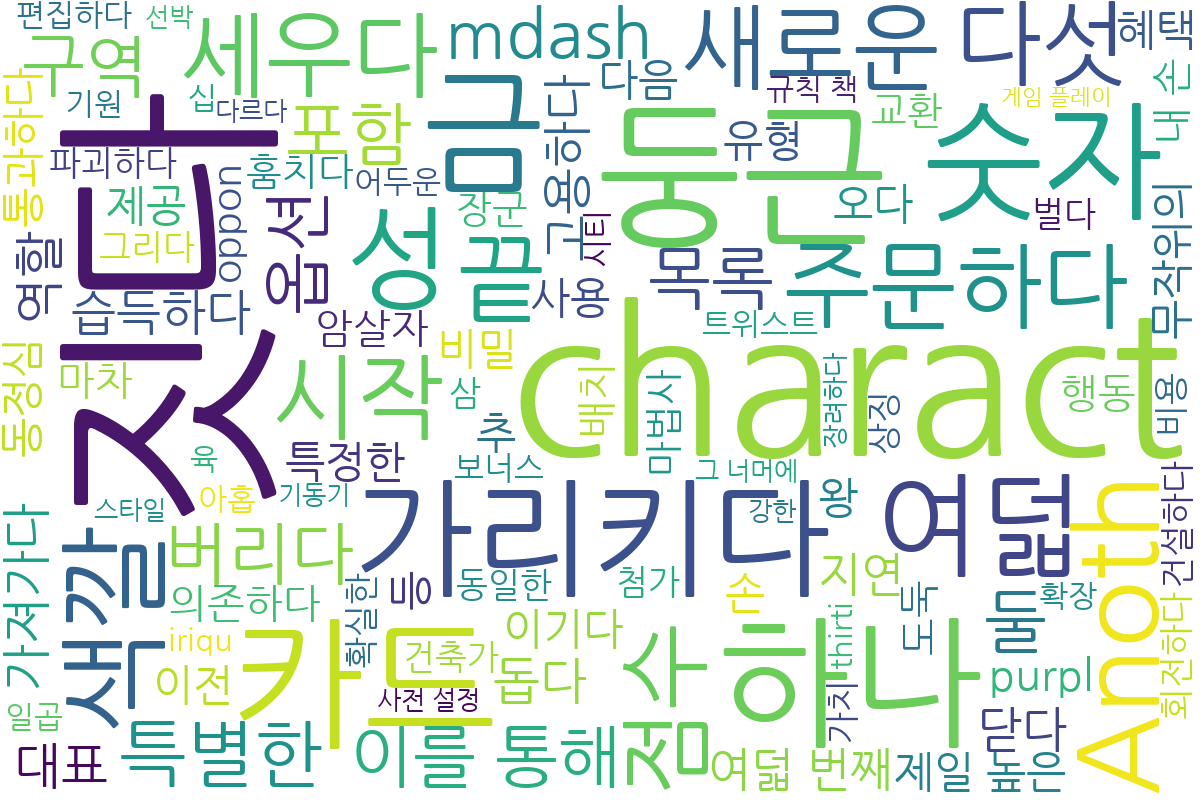 편집하다
선박
구역
세우다
mdash
새로운
다섯
혜택
기원
십
다르다
포함
금
다음
규칙 책
게임 플레이
교환
내 손
통과하다
파괴하다
훔치다
어두운
고용하다
둥근
유형
숫자
제공
장군
오다
벌다
그리다
oppon
옵션
성
끝
시티
목록
주문하다
무작위의
역할
습득하다
짓다
사용
암살자
비밀
트위스트
charact
동정심
마차
시작
삼
배치
마법사
장려하다
상징
행동
비용
추
특정한
보너스
그 너머에
육
아홉
기동기
가리키다
강한
왕
여덟
Anoth
건설하다
가져가다
스타일
색깔
버리다
확실한
등
동일한
첨가
손
지연
도둑
붉은
확장
의존하다
iriqu
카드
건축가
이기다
점수
하나
thirti
purpl
회전하다
이전
사전 설정
돕다
가치
일곱
대표
특별한
이를 통해
여덟 번째
제일 높은
닫다